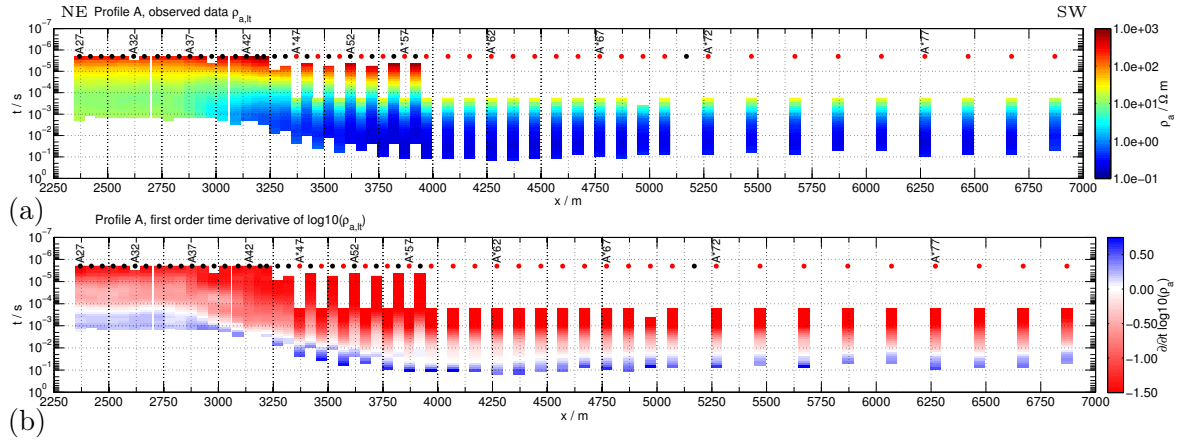 NE Profile A, observed data ρa,lt SW
A27 A32 A37 A42 A*47 A52 A*57 A*62 A*67 A*72 A*77
10⁻⁷
10⁻⁶
10⁻⁵
10⁻⁴
10⁻³
10⁻²
10⁻¹
10⁰
t / s
2250 2500 2750 3000 3250 3500 3750 4000 4250 4500 4750 5000 5250 5500 5750 6000 6250 6500 6750 7000
x / m
1.0e+03
1.0e+02
1.0e+01
1.0e+00
1.0e−01
ρa / Ω m
(a)
Profile A, first order time derivative of log10(ρa,lt)
A27 A32 A37 A42 A*47 A52 A*57 A*62 A*67 A*72 A*77
10⁻⁷
10⁻⁶
10⁻⁵
10⁻⁴
10⁻³
10⁻²
10⁻¹
10⁰
t / s
2250 2500 2750 3000 3250 3500 3750 4000 4250 4500 4750 5000 5250 5500 5750 6000 6250 6500 6750 7000
x / m
0.50
0.00
−0.50
−1.00
−1.50
∂/∂t log10(ρa)
(b)